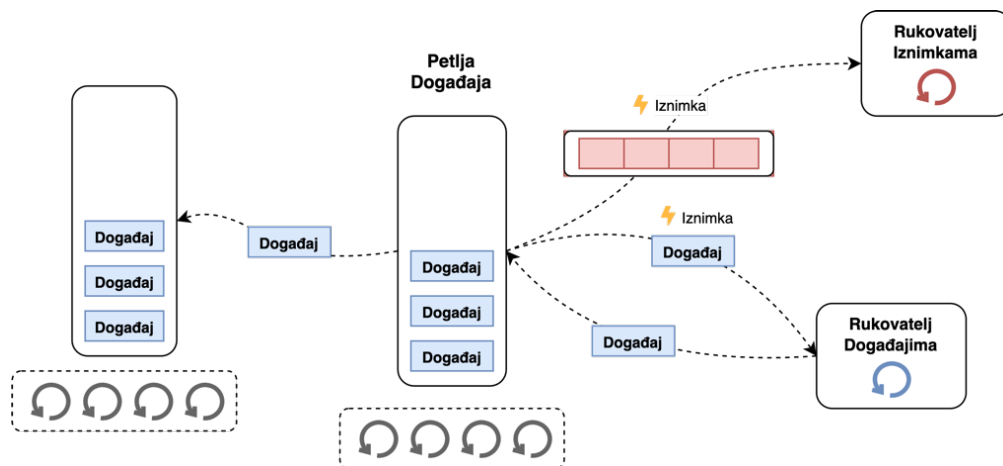 Petlja
Događaja
Rukovatelj
Iznimkama
Iznimka
Iznimka
Događaj
Događaj
Događaj
Događaj
Događaj
Događaj
Događaj
Događaj
Događaj
Rukovatelj
Događajima